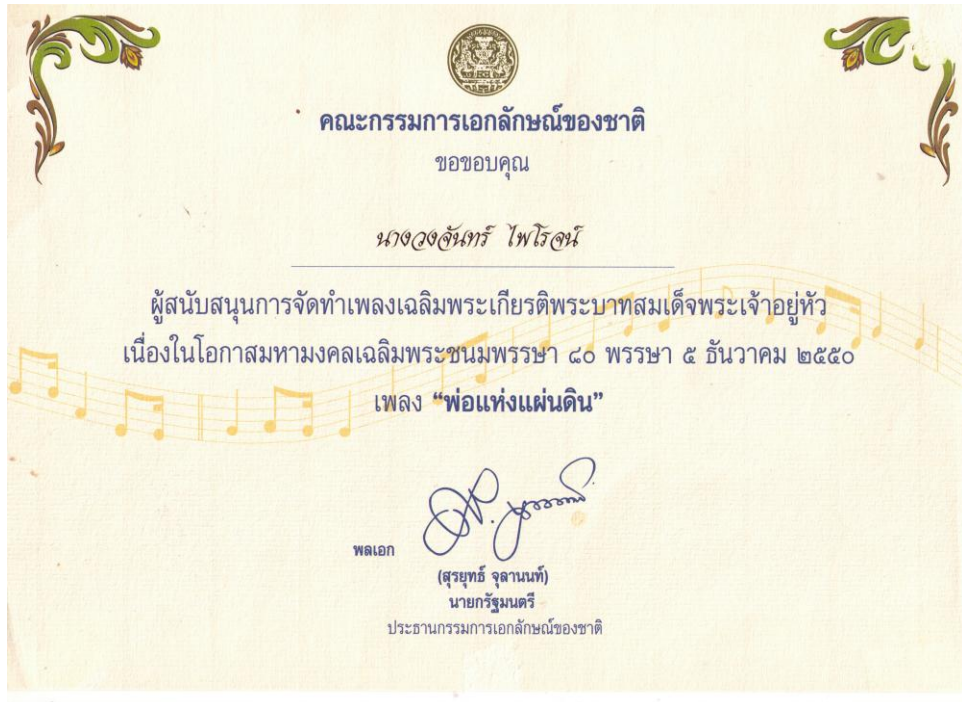 คณะกรรมการเอกลักษณ์ของชาติ
ขอขอบคุณ
นางวงจันทร์ ไพโรจน์
ผู้สนับสนุนการจัดทำเพลงเฉลิมพระเกียรติพระบาทสมเด็จพระเจ้าอยู่หัว
เนื่องในโอกาสมหามงคลเฉลิมพระชนมพรรษา ๘๐ พรรษา ๕ ธันวาคม ๒๕๕๐
เพลง “พ่อแห่งแผ่นดิน”
พลเอก
(สุรยุทธ์ จุลานนท์)
นายกรัฐมนตรี
ประธานกรรมการเอกลักษณ์ของชาติ